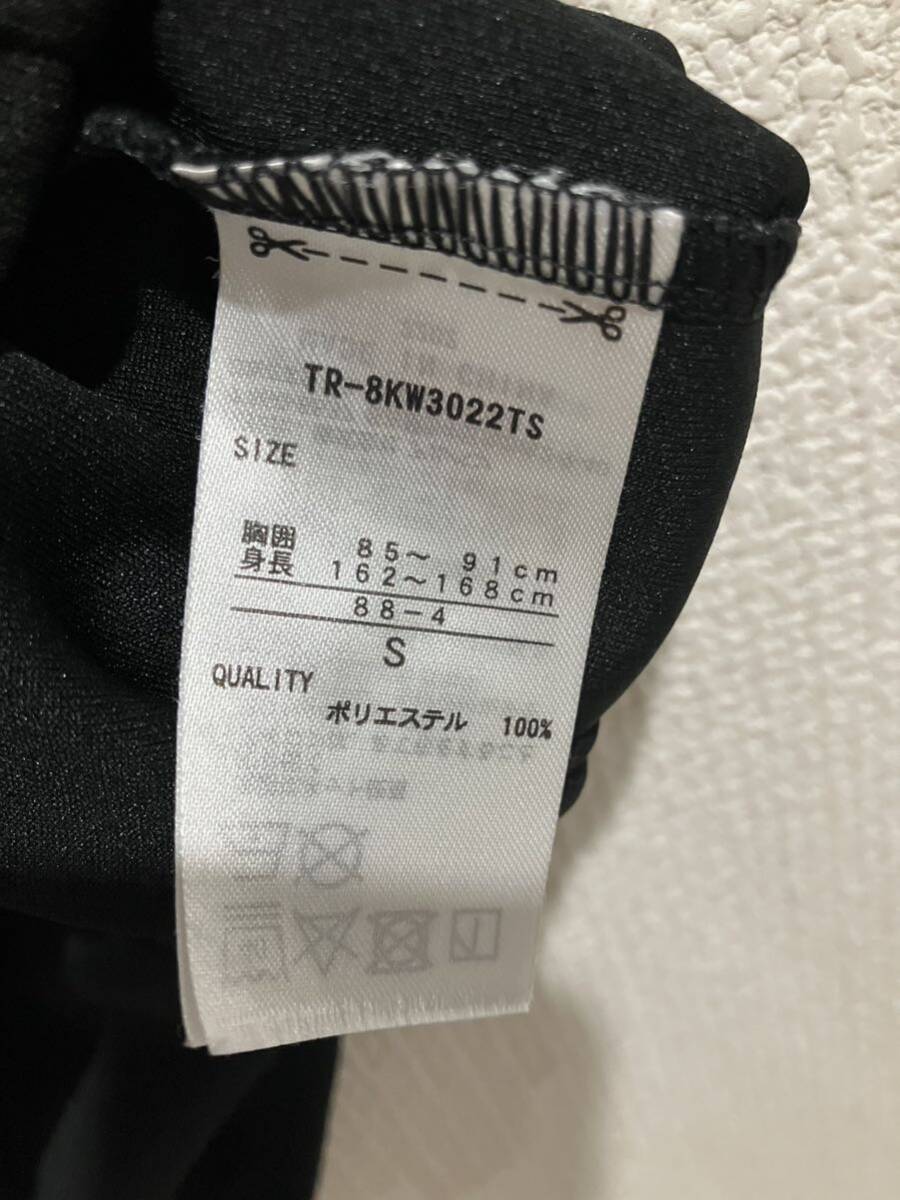 TR-8KW3022TS
SIZE
胸囲 85～ 91cm
身長 162～168cm
88-4
S
QUALITY
ポリエステル 100%